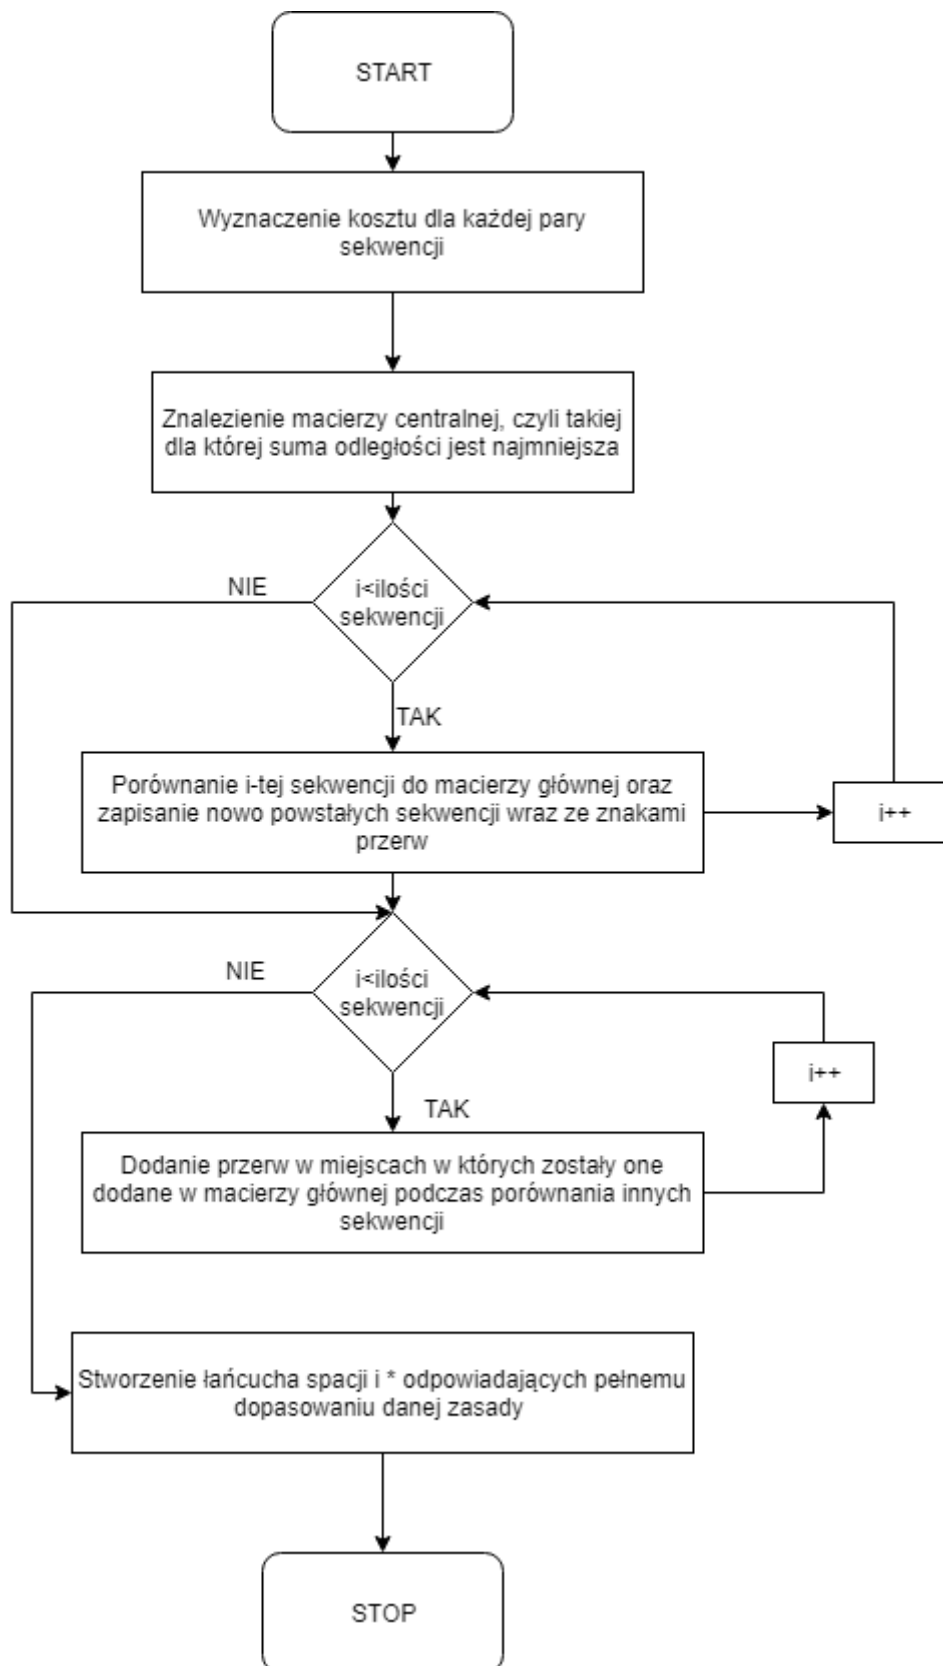 START
Wyznaczenie kosztu dla każdej pary
sekwencji
Znalezienie macierzy centralnej, czyli takiej
dla której suma odległości jest najmniejsza
NIE
i<ilości
sekwencji
TAK
Porównanie i-tej sekwencji do macierzy głównej oraz
zapisanie nowo powstałych sekwencji wraz ze znakami
przerw
i++
NIE
i<ilości
sekwencji
i++
TAK
Dodanie przerw w miejscach w których zostały one
dodane w macierzy głównej podczas porównania innych
sekwencji
Stworzenie łańcucha spacji i * odpowiadających pełnemu
dopasowaniu danej zasady
STOP